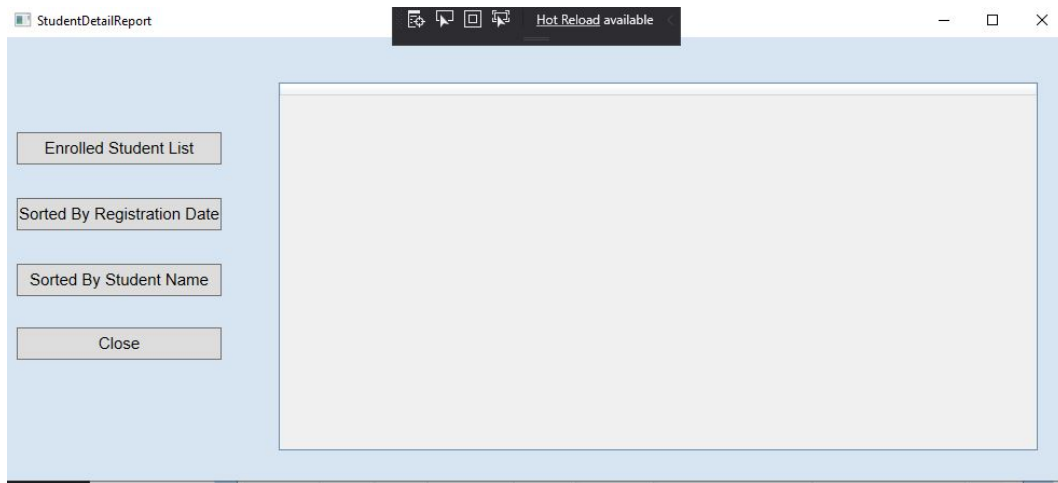 StudentDetailReport
Hot Reload available
Enrolled Student List
Sorted By Registration Date
Sorted By Student Name
Close